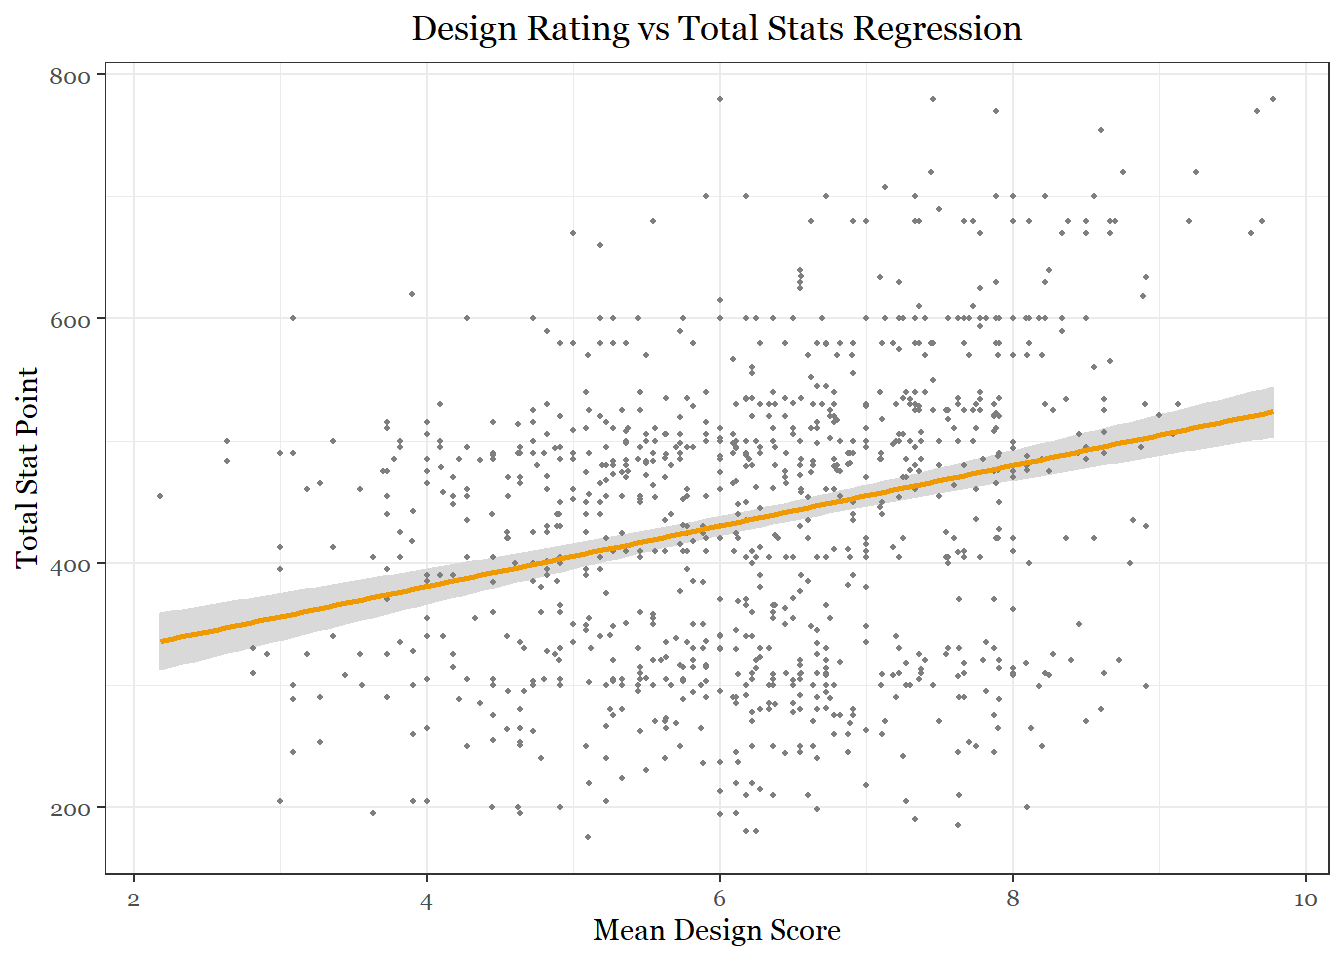 Design Rating vs Total Stats Regression
800
600
400
200
Total Stat Point
2 4 6 8 10
Mean Design Score